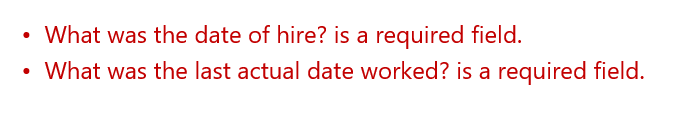 • What was the date of hire? is a required field.
• What was the last actual date worked? is a required field.